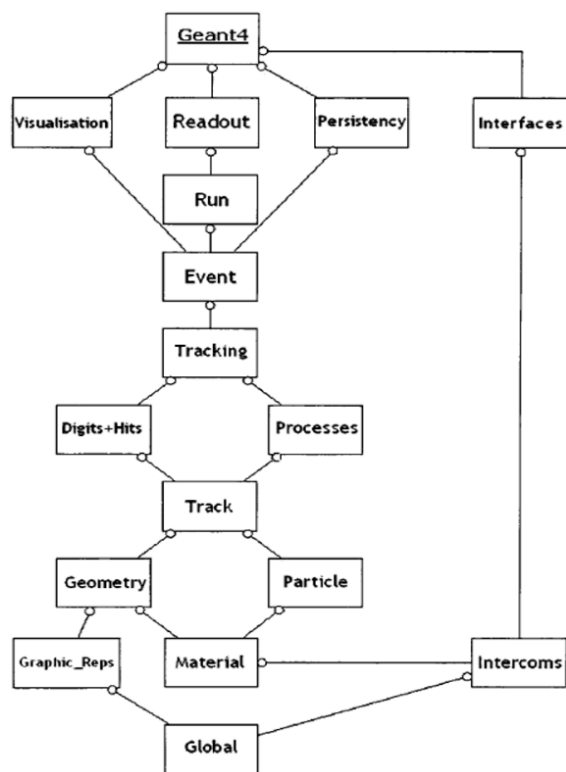 Geant4
Visualisation
Readout
Persistency
Interfaces
Run
Event
Tracking
Digits+Hits
Processes
Track
Geometry
Particle
Graphic_Reps
Material
Intercoms
Global